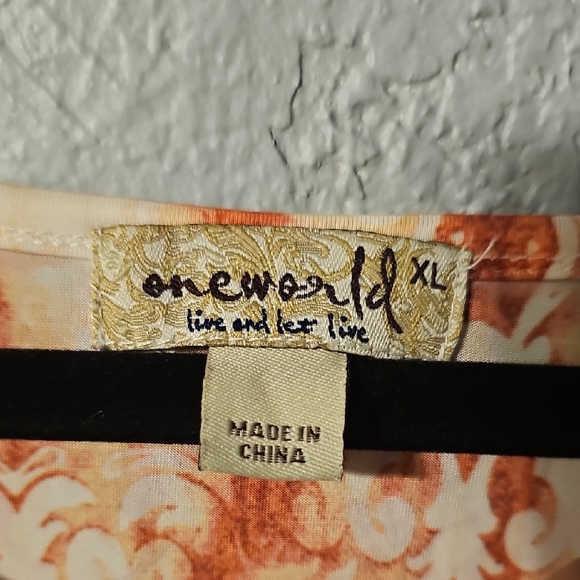 oneworld XL
live and let live
MADE IN
CHINA